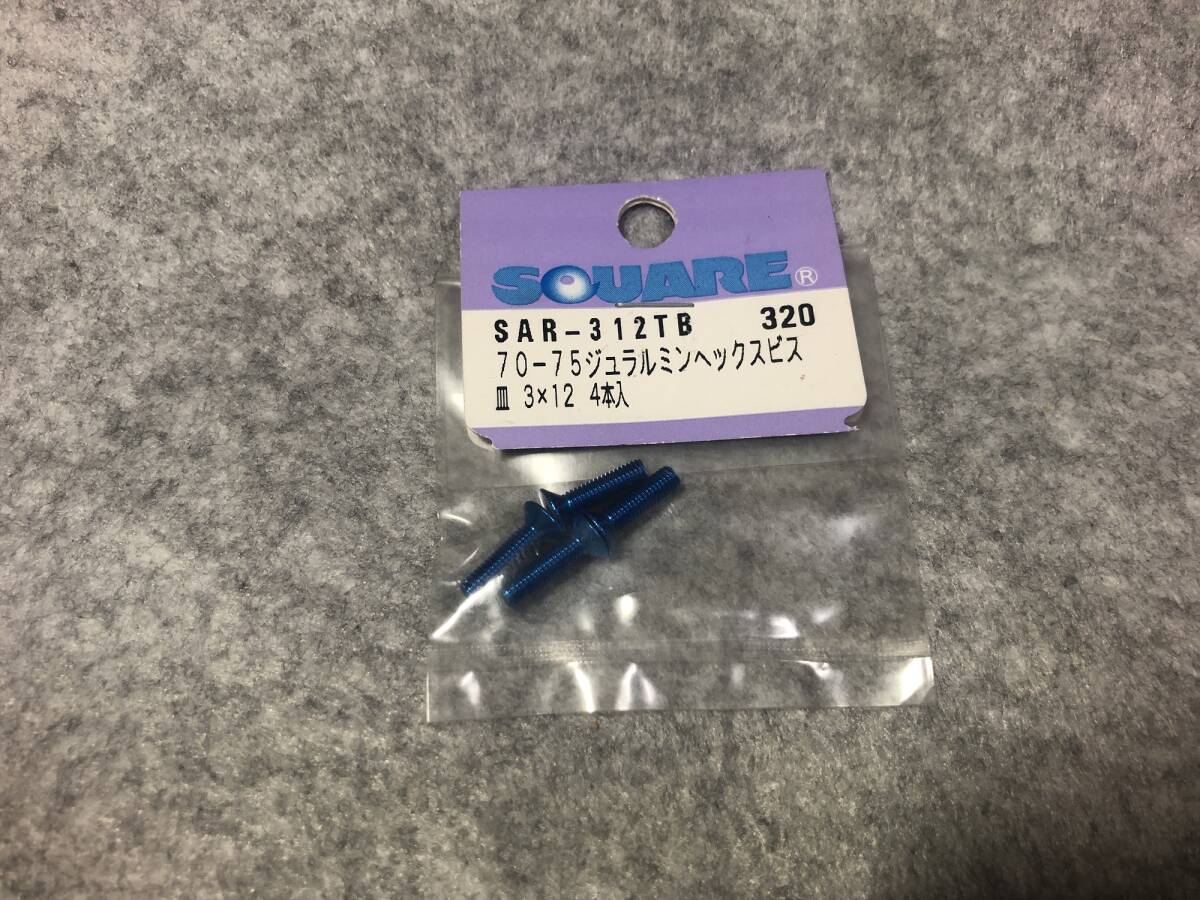 SQUARE®
SAR-312TB 320
70-75ジュラルミンヘックスビス
皿 3×12 4本入